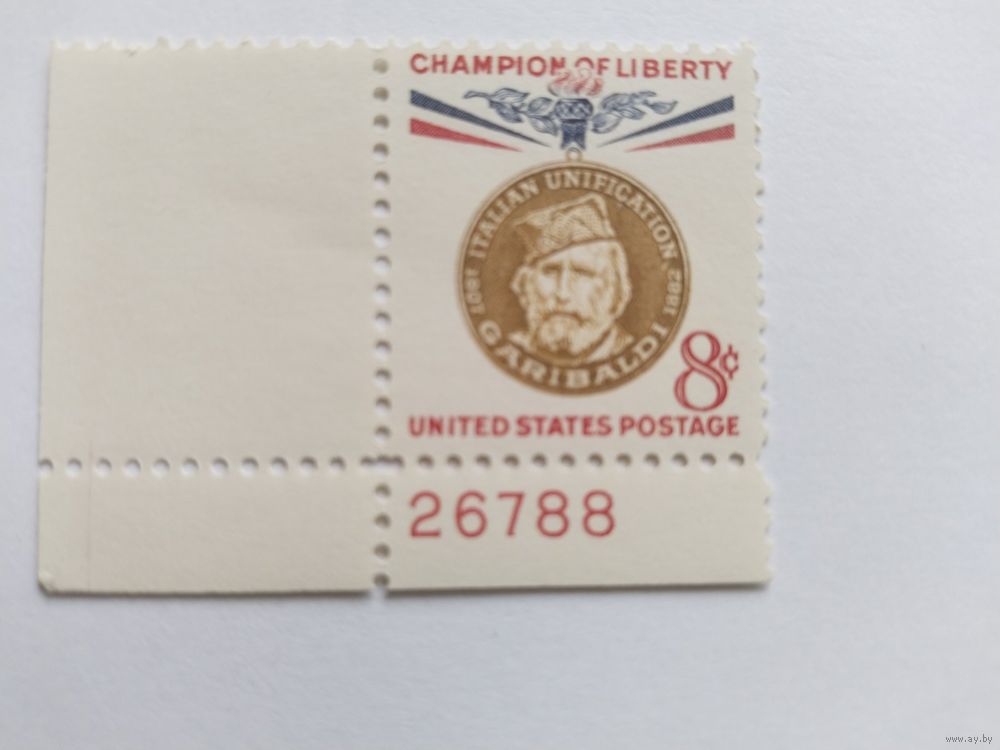 CHAMPION OF LIBERTY
1807 ITALIAN UNIFICATION 1882
GARIBALDI
8¢
UNITED STATES POSTAGE
26788
www.ay.by